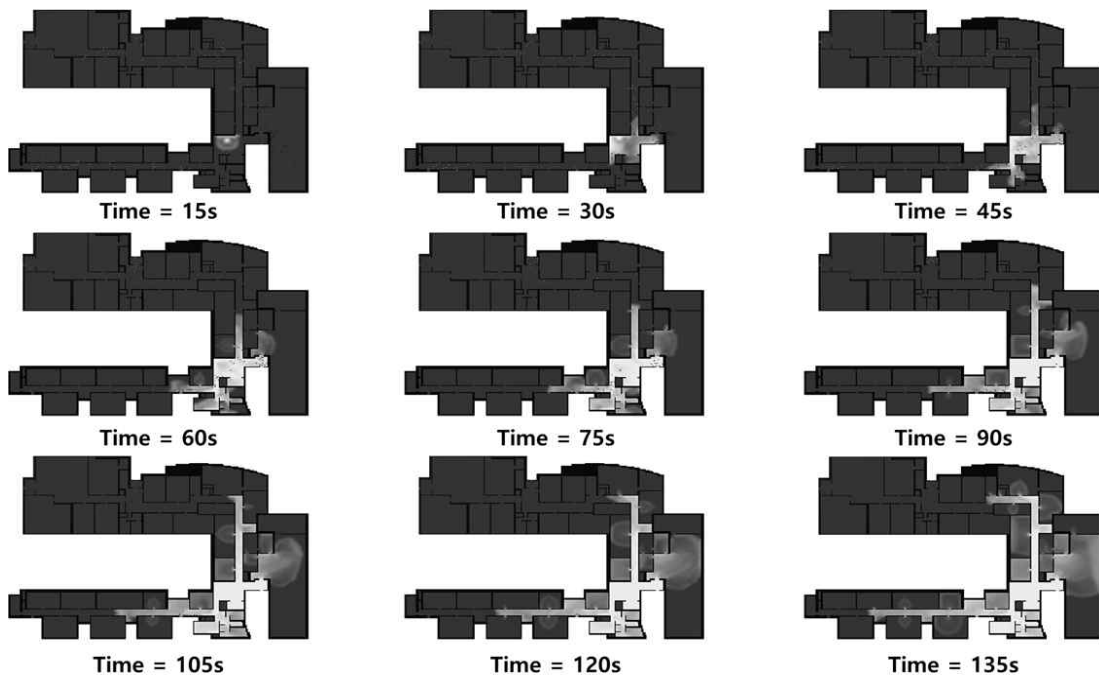 Time = 15s
Time = 30s
Time = 45s
Time = 60s
Time = 75s
Time = 90s
Time = 105s
Time = 120s
Time = 135s